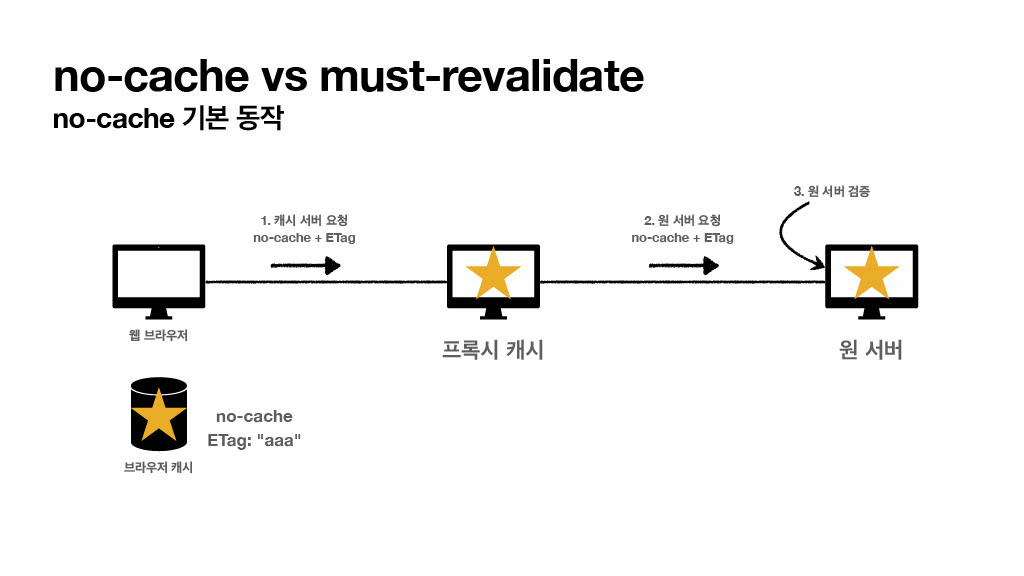 no-cache vs must-revalidate
no-cache 기본 동작
3. 원 서버 검증
1. 캐시 서버 요청
no-cache + ETag
2. 원 서버 요청
no-cache + ETag
웹 브라우저
프록시 캐시
원 서버
no-cache
ETag: "aaa"
브라우저 캐시